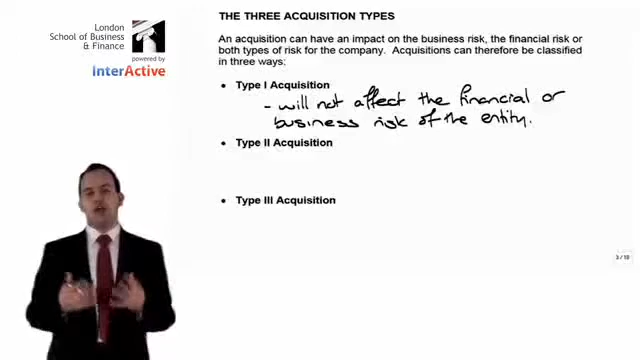 London
School of Business
& Finance
powered by
InterActive
THE THREE ACQUISITION TYPES
An acquisition can have an impact on the business risk, the financial risk or
both types of risk for the company. Acquisitions can therefore be classified
in three ways:
• Type I Acquisition
- will not affect the financial or
business risk of the entity.
• Type II Acquisition
• Type III Acquisition
3 / 10